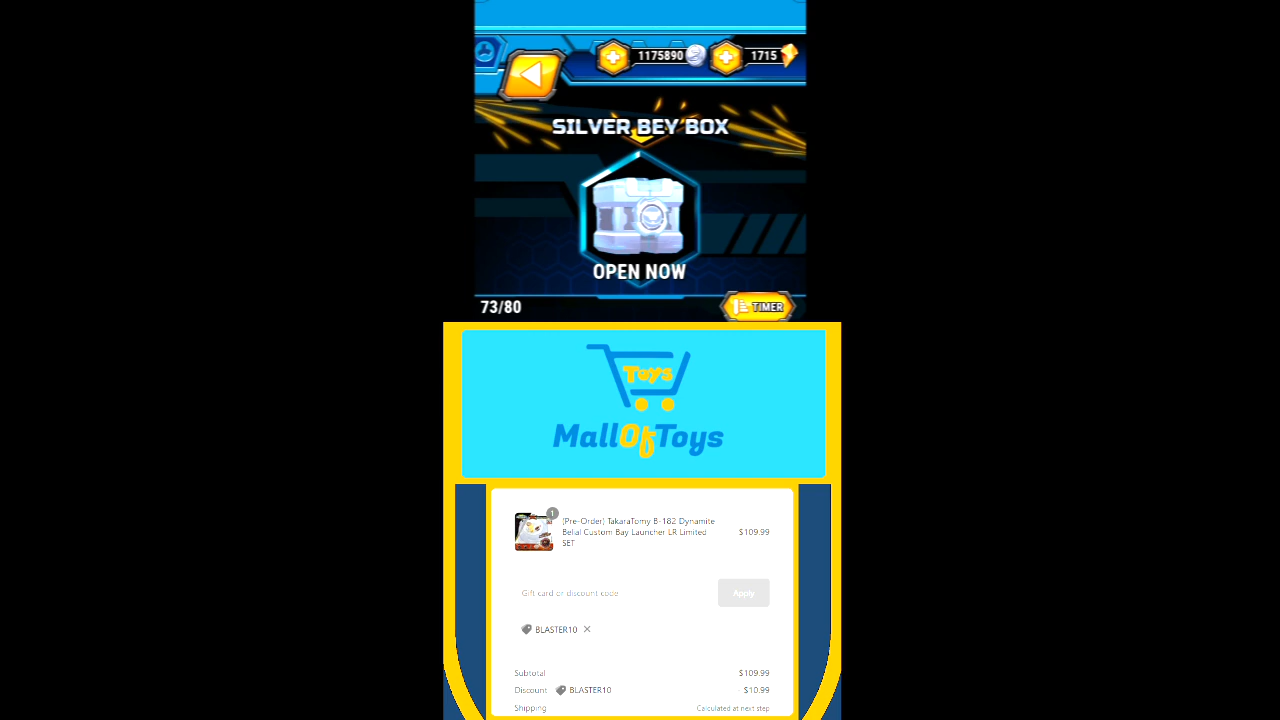 1175890
1715
SILVER BEY BOX
OPEN NOW
73/80
TIMER
Toys
MallOfToys
1
(Pre-Order) TakaraTomy B-182 Dynamite
Belial Custom Bay Launcher LR Limited
SET
$109.99
Gift card or discount code
Apply
BLASTER10
Subtotal $109.99
Discount BLASTER10 - $10.99
Shipping Calculated at next step